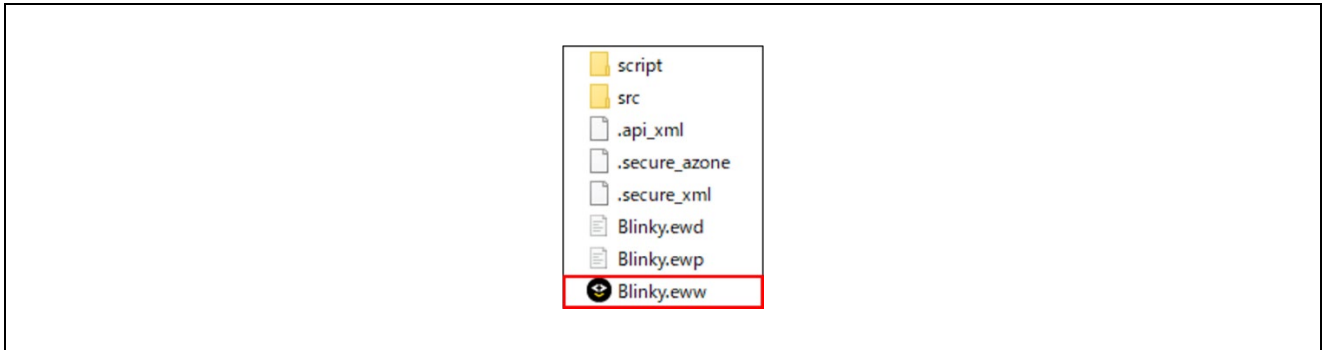 script
src
.api_xml
.secure_azone
.secure_xml
Blinky.ewd
Blinky.ewp
Blinky.eww